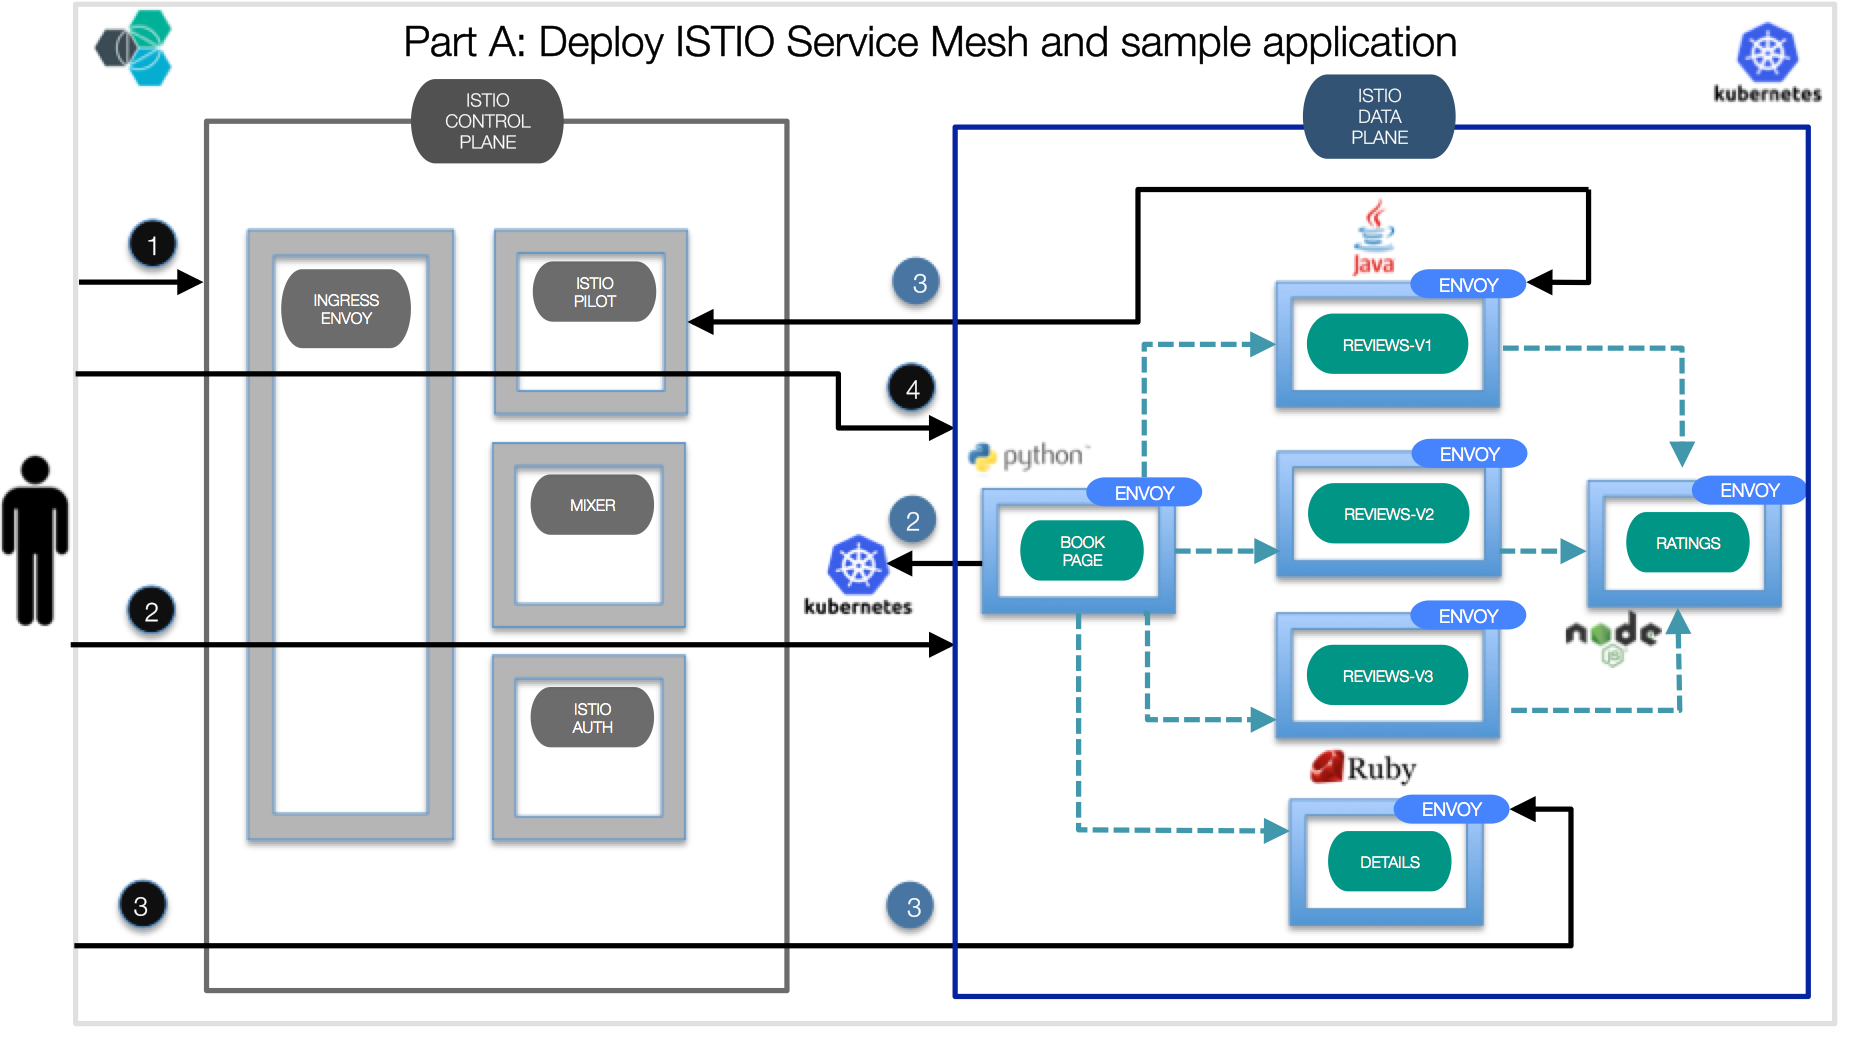 Part A: Deploy ISTIO Service Mesh and sample application
kubernetes
ISTIO
CONTROL
PLANE
ISTIO
DATA
PLANE
1
INGRESS
ENVOY
ISTIO
PILOT
3
Java
ENVOY
REVIEWS-V1
4
python™
ENVOY
REVIEWS-V2
MIXER
2
ENVOY
BOOK
PAGE
ENVOY
RATINGS
kubernetes
2
ENVOY
REVIEWS-V3
node
JS
ISTIO
AUTH
Ruby
ENVOY
DETAILS
3
3